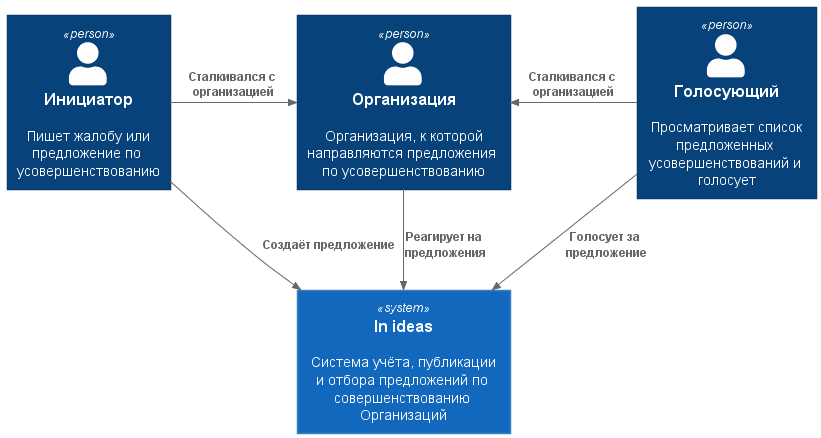 «person»
Инициатор
Пишет жалобу или
предложение по
усовершенствованию
Сталкивался с
организацией
«person»
Организация
Организация, к которой
направляются предложения
по усовершенствованию
Сталкивался с
организацией
«person»
Голосующий
Просматривает список
предложенных
усовершенствований и
голосует
Создаёт предложение
Реагирует на
предложения
Голосует за
предложение
«system»
In ideas
Система учёта, публикации
и отбора предложений по
совершенствованию
Организаций